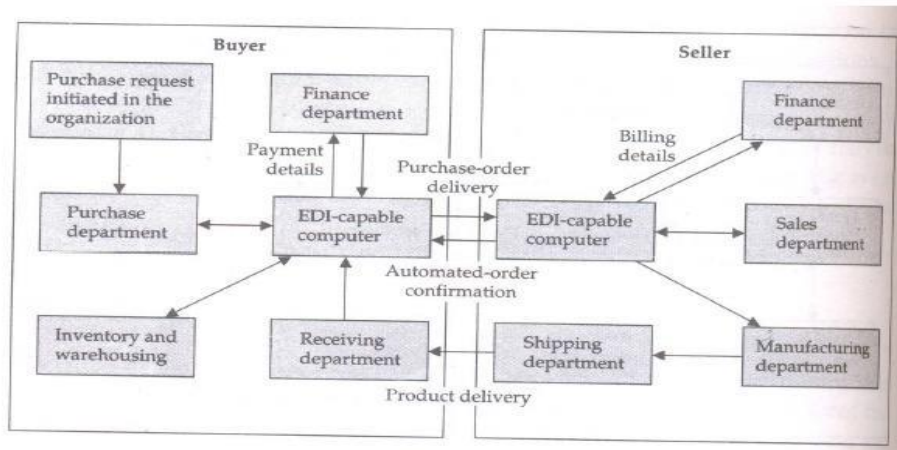 Buyer
Seller
Purchase request
initiated in the
organization
Finance
department
Finance
department
Payment
details
Billing
details
Purchase-order
delivery
Purchase
department
EDI-capable
computer
EDI-capable
computer
Sales
department
Automated-order
confirmation
Inventory and
warehousing
Receiving
department
Shipping
department
Manufacturing
department
Product delivery